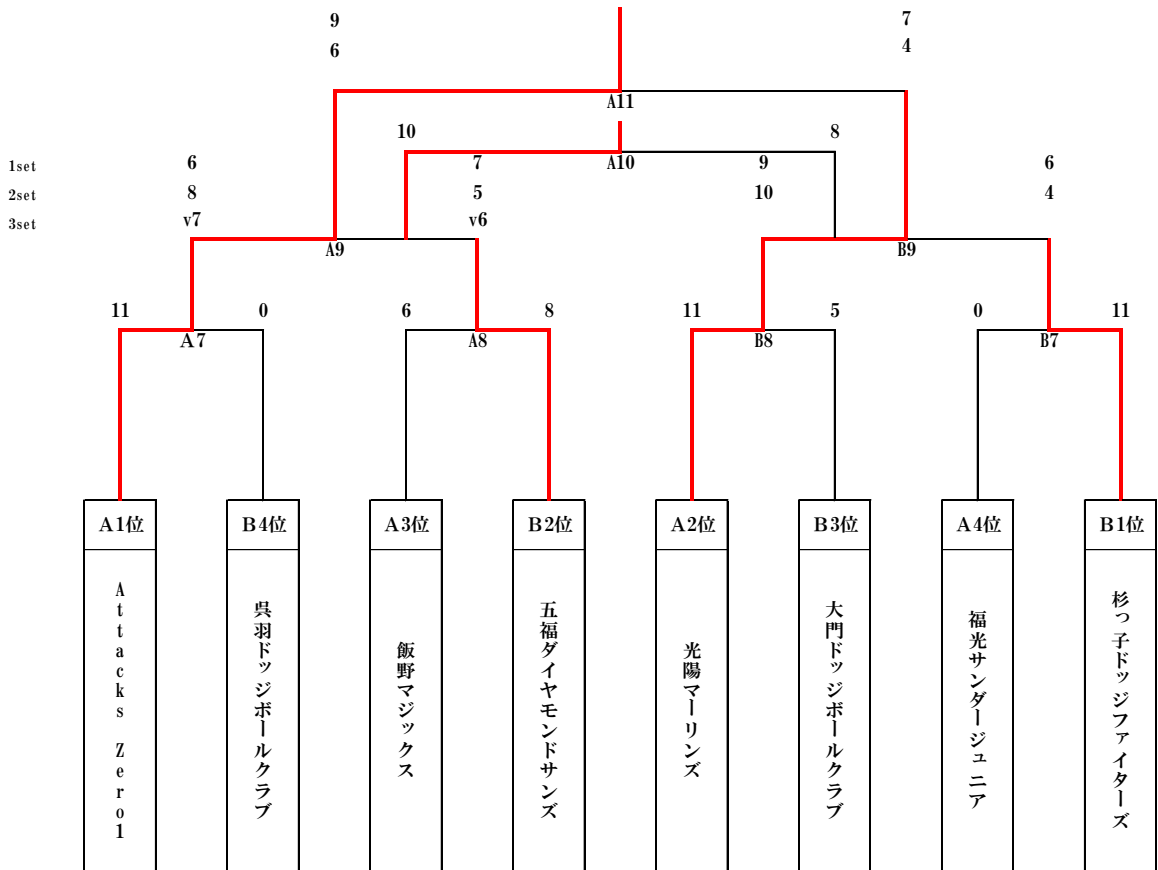 9 7
6 4
A11
10 8
1set 6 7 A10 9 6
2set 8 5 10 4
3set v7 v6
A9 B9
11 0 6 8 11 5 0 11
A7 A8 B8 B7
A1位 B4位 A3位 B2位 A2位 B3位 A4位 B1位
Attacks Zero1
呉羽ドッジボールクラブ
飯野マジックス
五福ダイヤモンドサンズ
光陽マーリンズ
大門ドッジボールクラブ
福光サンダージュニア
杉っ子ドッジファイターズ